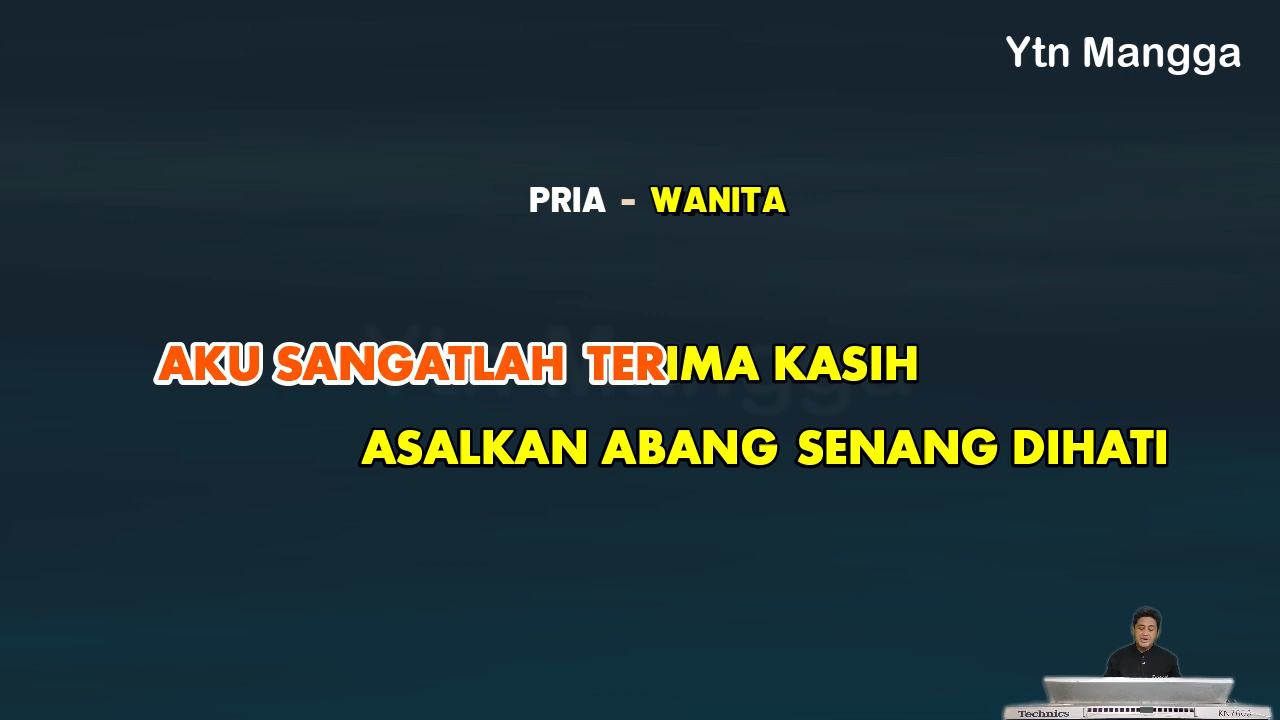 Ytn Mangga
PRIA - WANITA
AKU SANGATLAH TERIMA KASIH
ASALKAN ABANG SENANG DIHATI
Technics